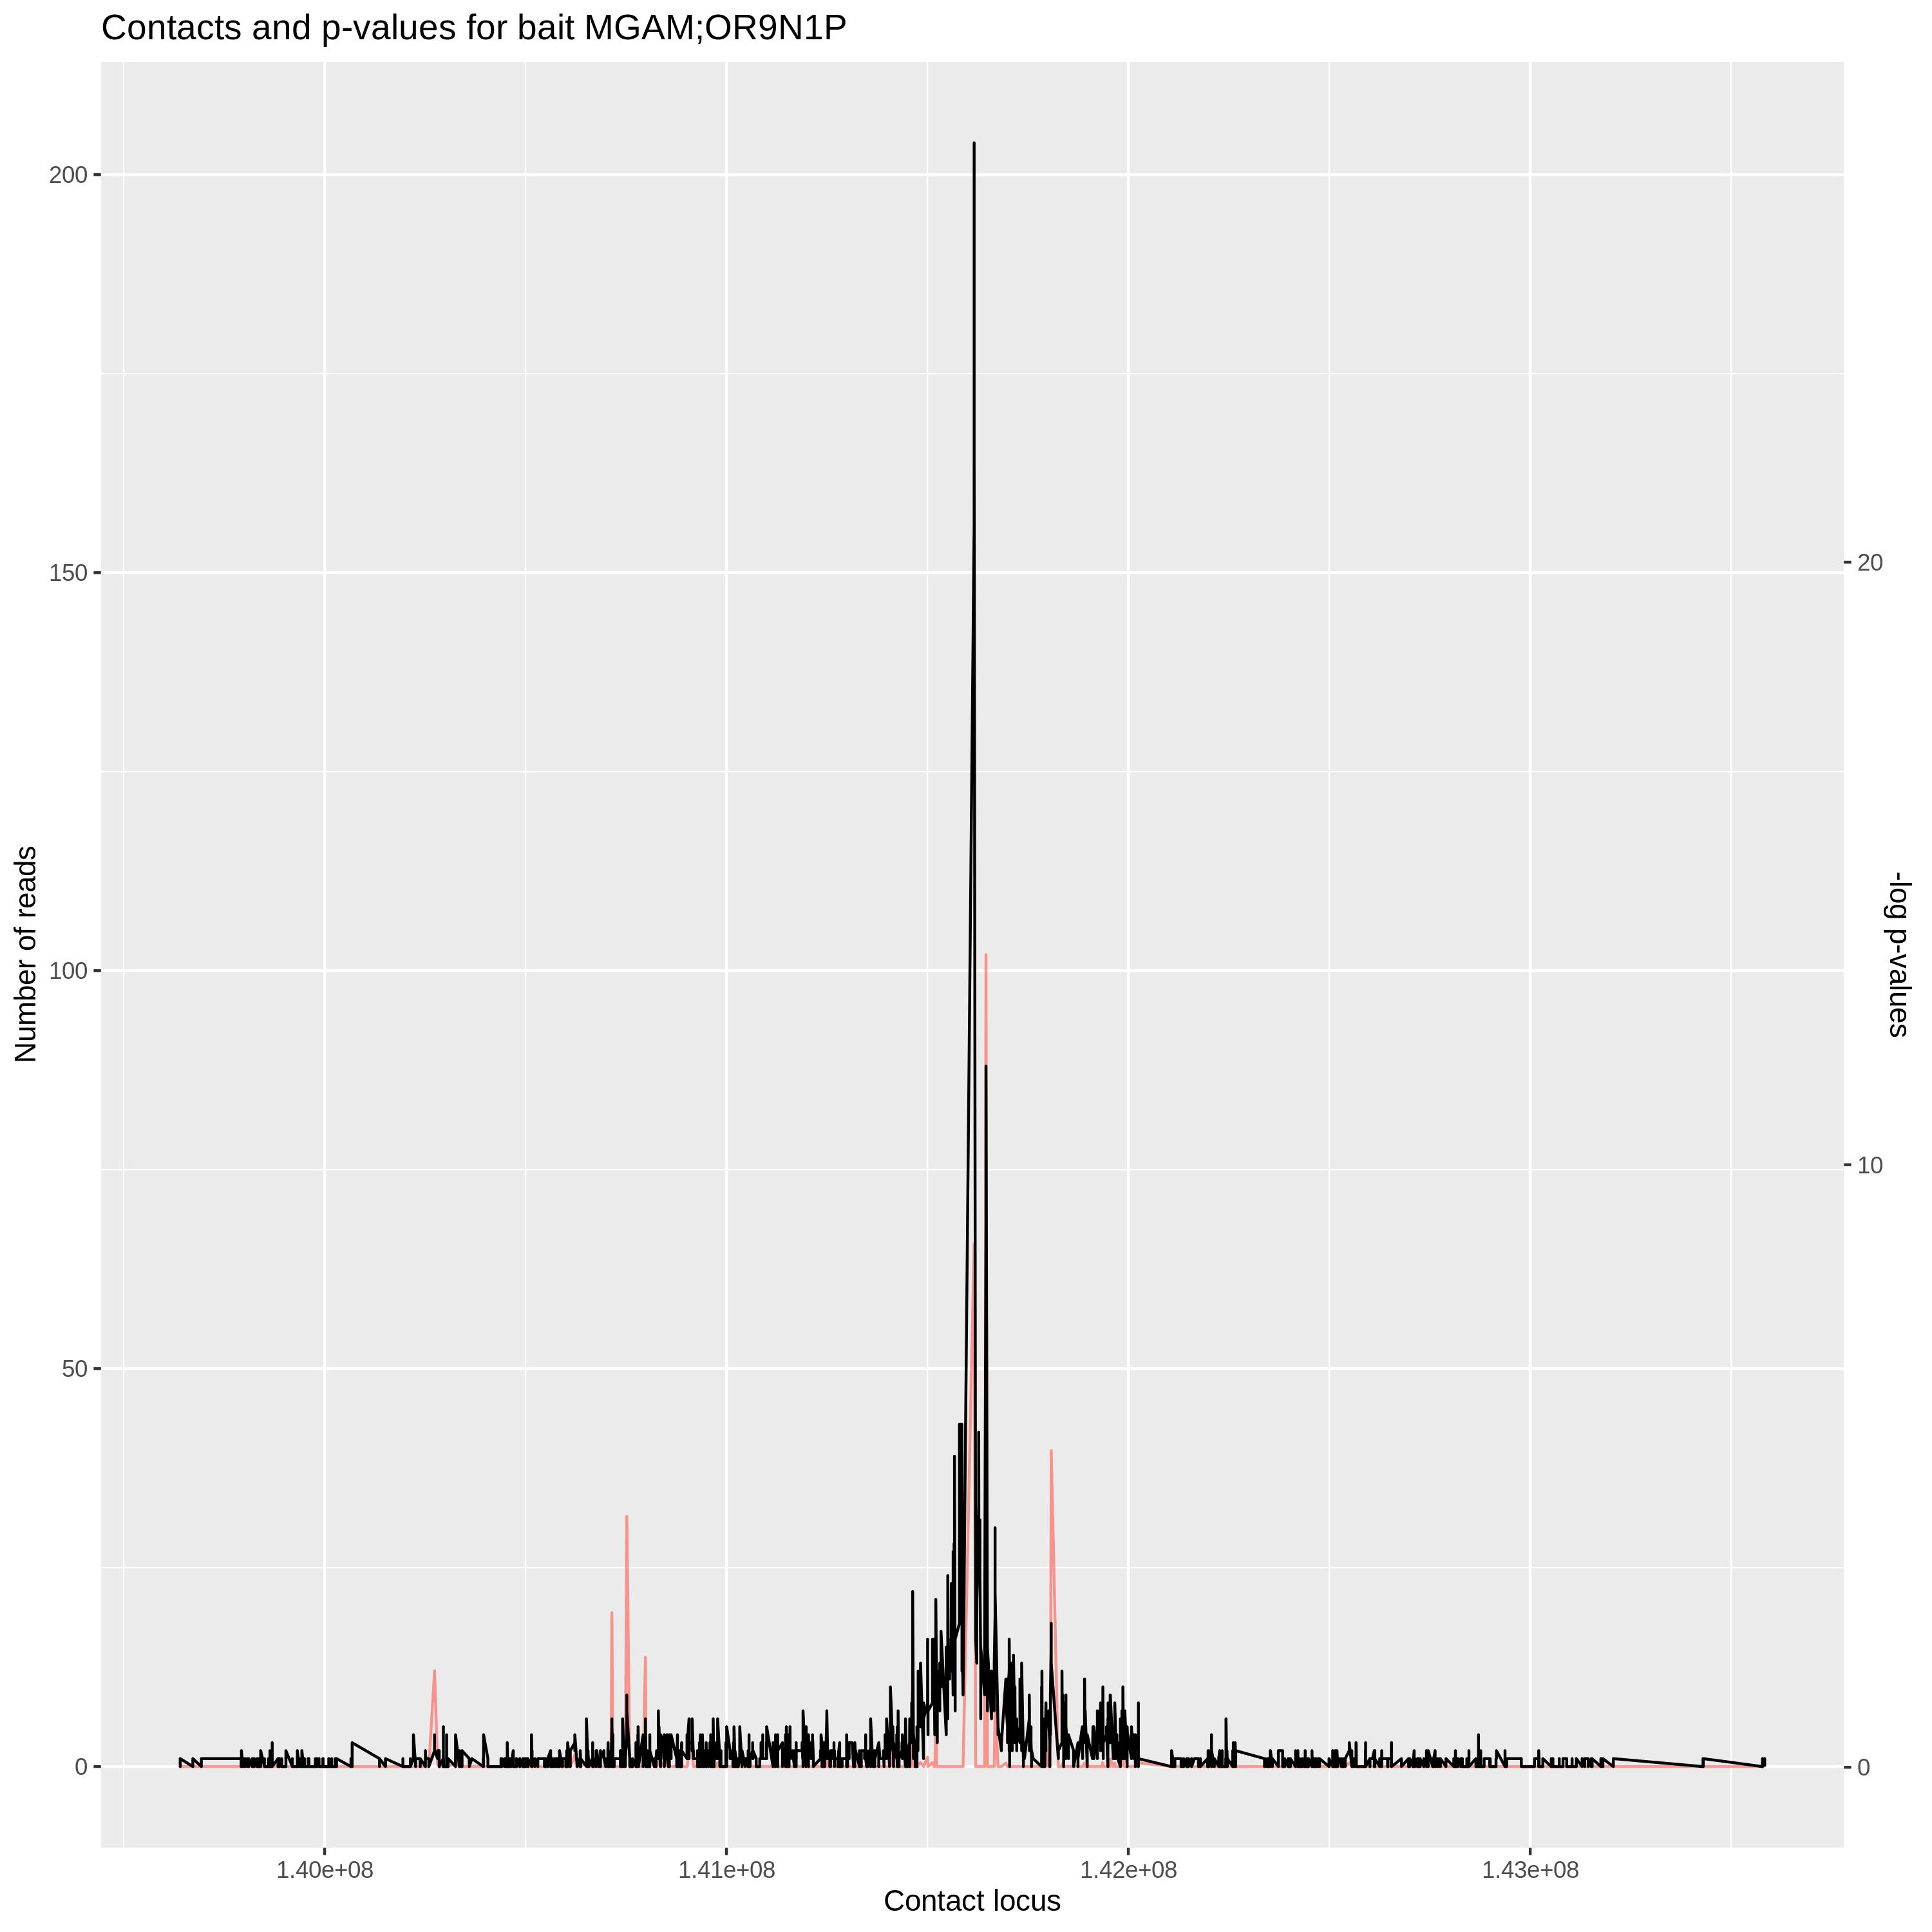 Contacts and p-values for bait MGAM;OR9N1P
200
150
100
50
0
Number of reads
20
10
0
-log p-values
1.40e+08
1.41e+08
1.42e+08
1.43e+08
Contact locus